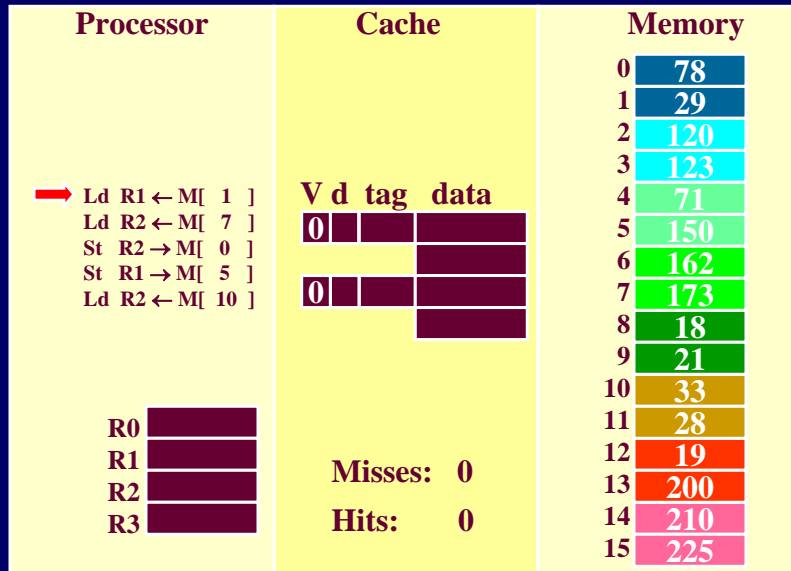 Processor
Ld R1 ← M[ 1 ]
Ld R2 ← M[ 7 ]
St R2 → M[ 0 ]
St R1 → M[ 5 ]
Ld R2 ← M[ 10 ]
R0
R1
R2
R3
Cache
V d tag data
0
0
Misses: 0
Hits: 0
Memory
0 78
1 29
2 120
3 123
4 71
5 150
6 162
7 173
8 18
9 21
10 33
11 28
12 19
13 200
14 210
15 225